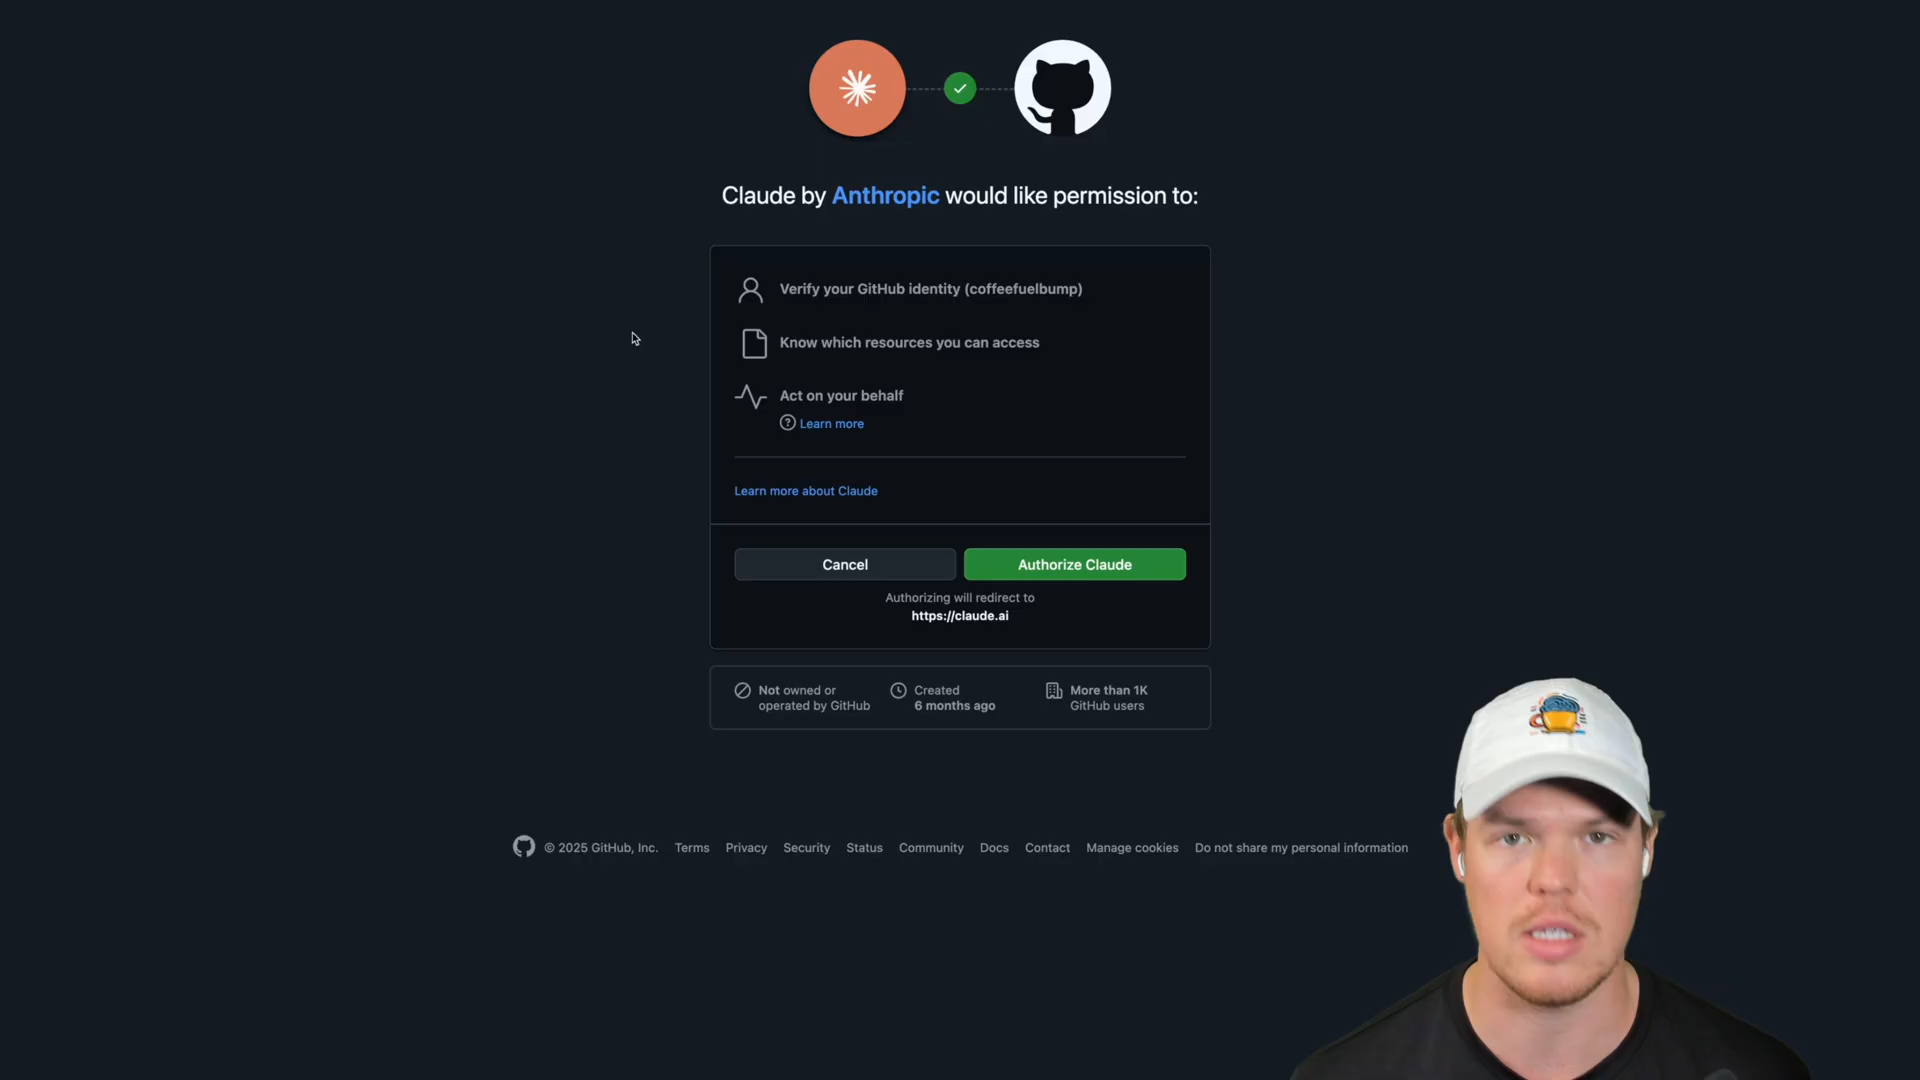 Claude by Anthropic would like permission to:
Verify your GitHub identity (coffeefuelbump)
Know which resources you can access
Act on your behalf
Learn more
Learn more about Claude
Cancel
Authorize Claude
Authorizing will redirect to
https://claude.ai
Not owned or
operated by GitHub
Created
6 months ago
More than 1K
GitHub users
© 2025 GitHub, Inc.
Terms
Privacy
Security
Status
Community
Docs
Contact
Manage cookies
Do not share my personal information